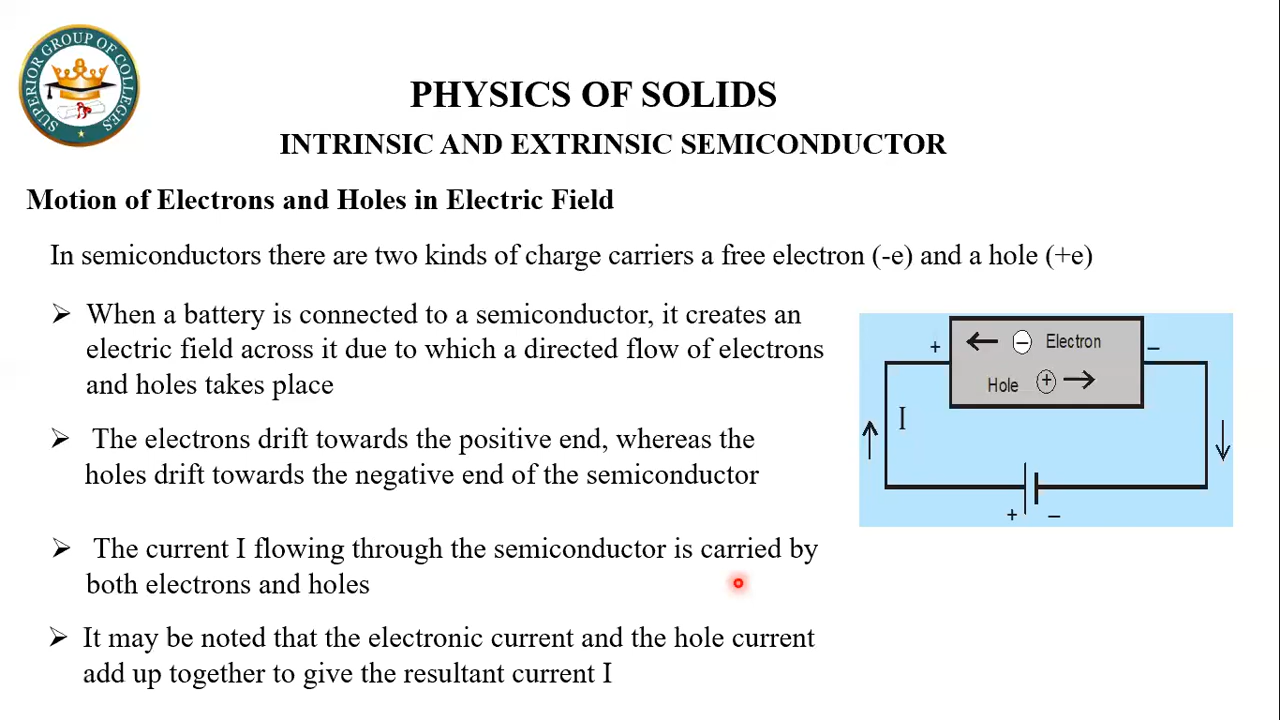 SUPERIOR GROUP OF COLLEGES
PHYSICS OF SOLIDS
INTRINSIC AND EXTRINSIC SEMICONDUCTOR
Motion of Electrons and Holes in Electric Field
In semiconductors there are two kinds of charge carriers a free electron (-e) and a hole (+e)
➢ When a battery is connected to a semiconductor, it creates an
electric field across it due to which a directed flow of electrons
and holes takes place
➢ The electrons drift towards the positive end, whereas the
holes drift towards the negative end of the semiconductor
➢ The current I flowing through the semiconductor is carried by
both electrons and holes
➢ It may be noted that the electronic current and the hole current
add up together to give the resultant current I
+ ← − Electron −
Hole + →
I
+ −